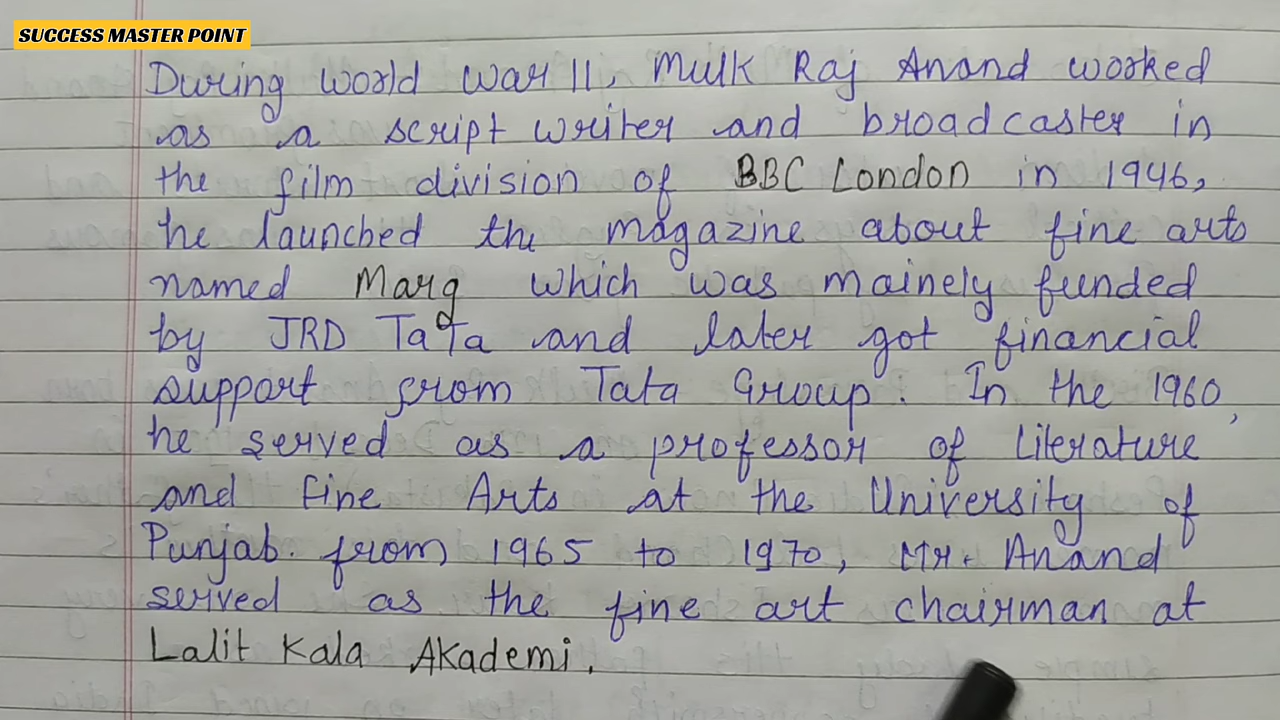 SUCCESS MASTER POINT
During World War 11, Mulk Raj Anand worked
as a script writer and broadcaster in
the film division of BBC London in 1946,
he launched the magazine about fine arts
named Marg which was mainely funded
by JRD Tata and later got financial
support from Tata Group. In the 1960,
he served as a professor of Literature
and Fine Arts at the University of
Punjab. from 1965 to 1970, Mr. Anand
served as the fine art chairman at
Lalit Kala Akademi.